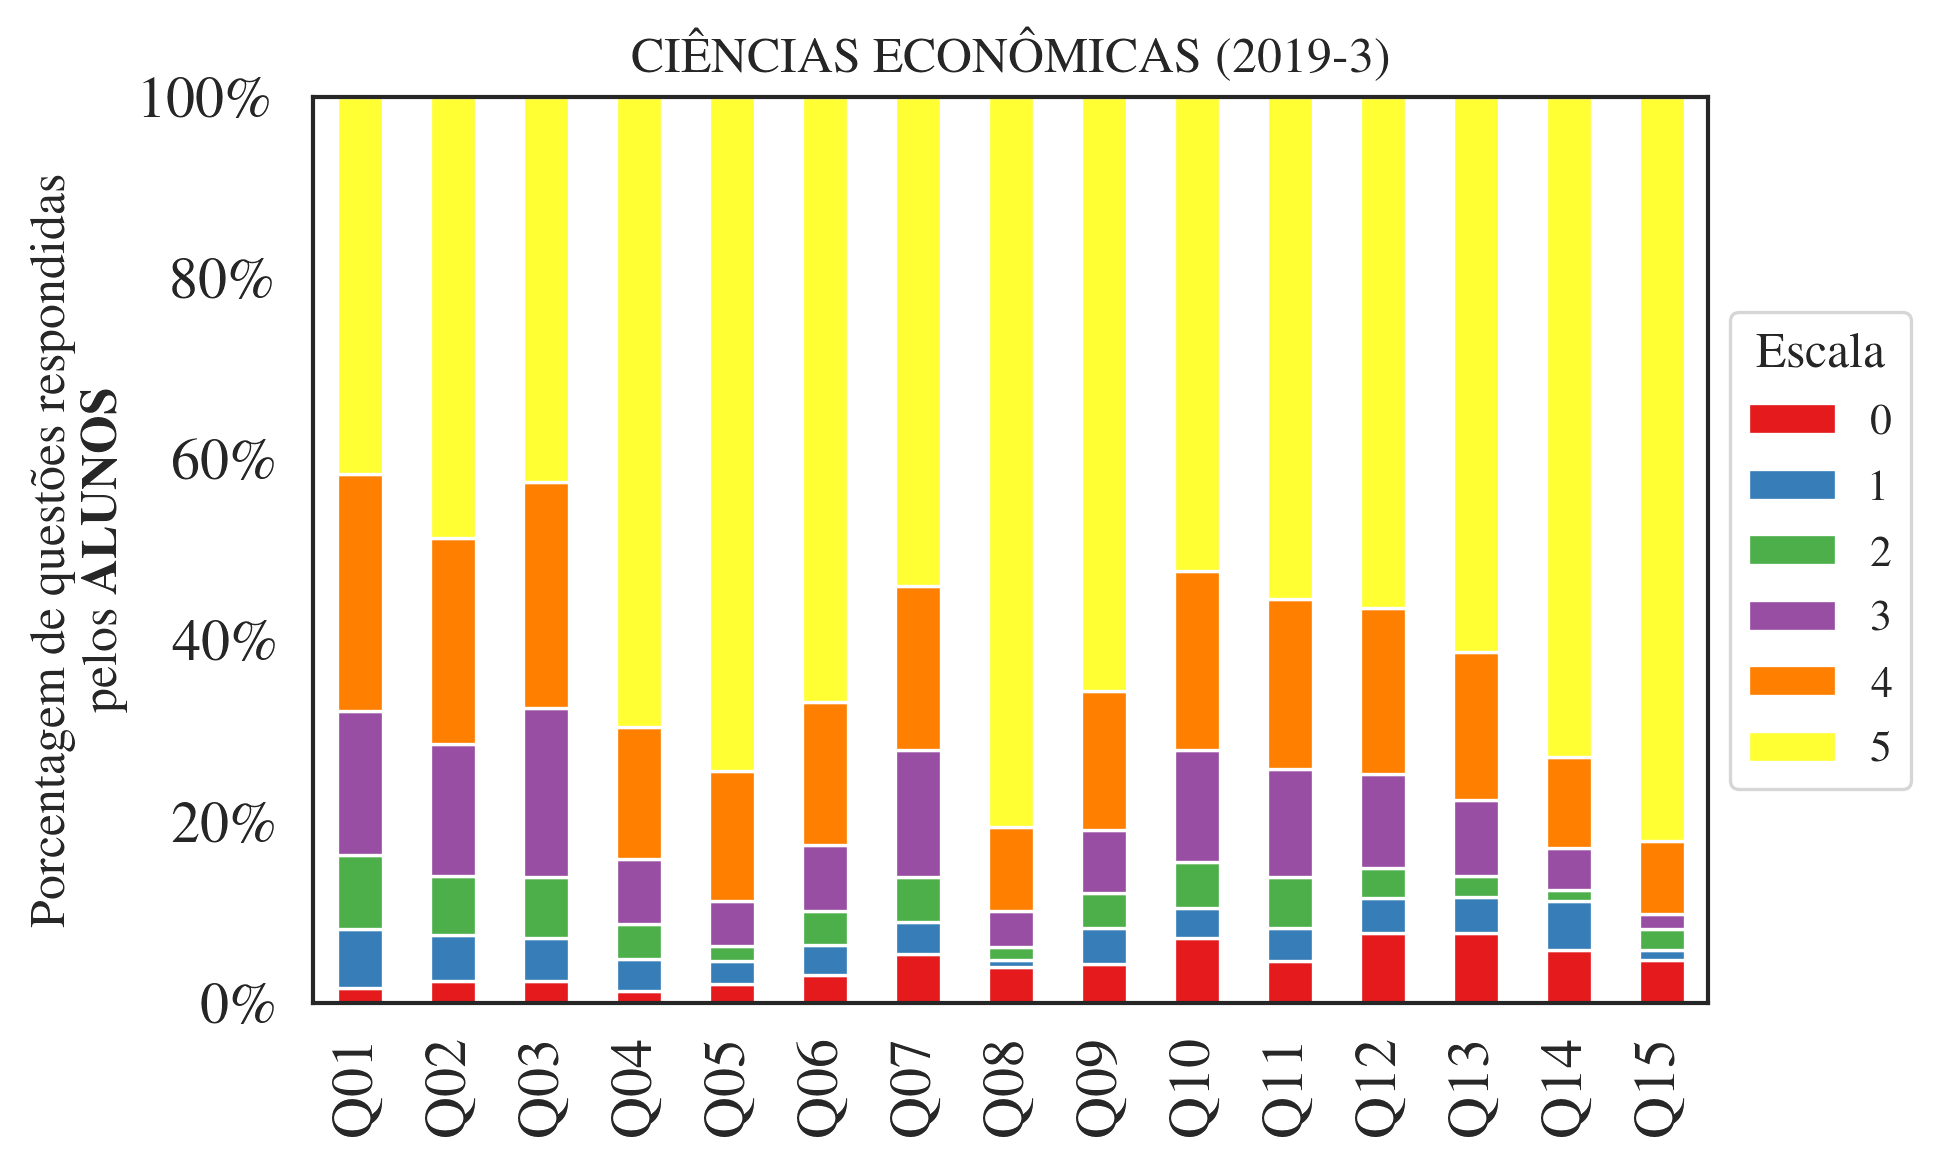 CIÊNCIAS ECONÔMICAS (2019-3)
Porcentagem de questões respondidas
pelos ALUNOS
100%
80%
60%
40%
20%
0%
Q01
Q02
Q03
Q04
Q05
Q06
Q07
Q08
Q09
Q10
Q11
Q12
Q13
Q14
Q15
Escala
0
1
2
3
4
5